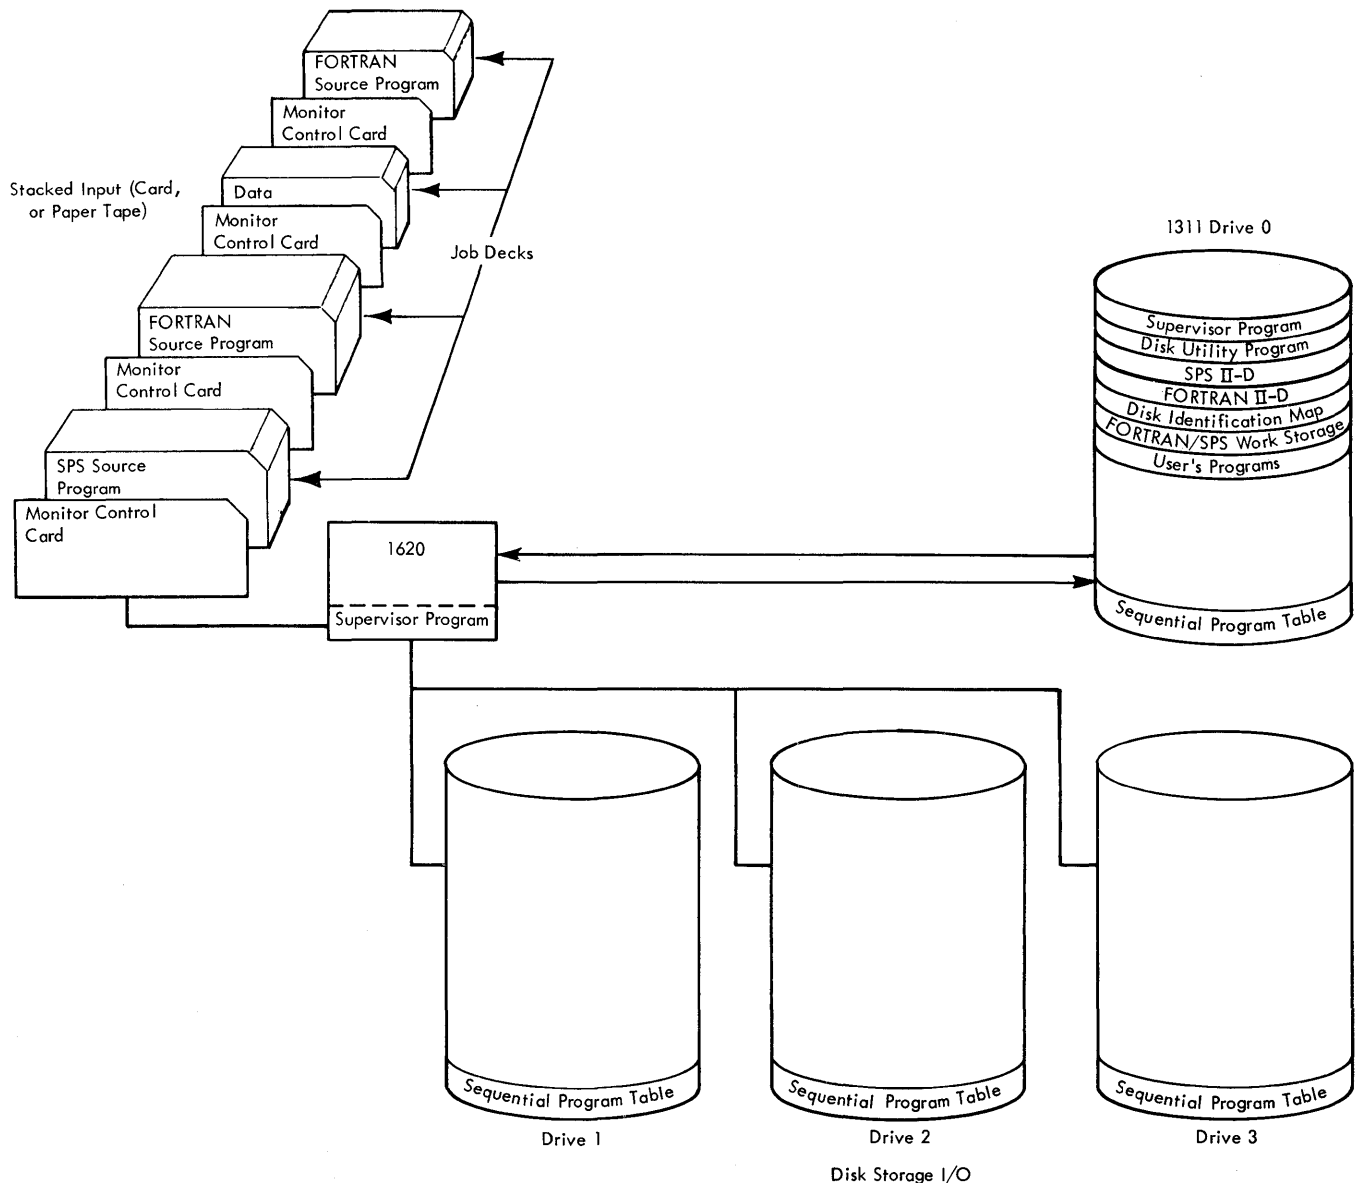 FORTRAN
Source Program
Monitor
Control Card
Stacked Input (Card,
or Paper Tape)
Data
Monitor
Control Card
Job Decks
FORTRAN
Source Program
Monitor
Control Card
SPS Source
Program
Monitor Control
Card
1620
Supervisor Program
1311 Drive 0
Supervisor Program
Disk Utility Program
SPS II-D
FORTRAN II-D
Disk Identification Map
FORTRAN/SPS Work Storage
User's Programs
Sequential Program Table
Sequential Program Table
Sequential Program Table
Sequential Program Table
Drive 1
Drive 2
Drive 3
Disk Storage I/O